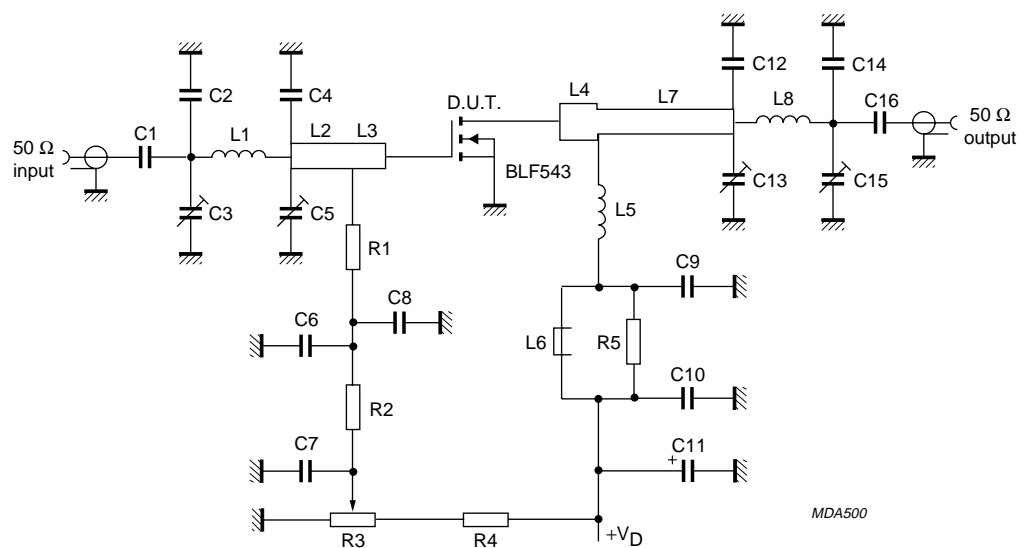 C12
C14
C2
C4
L4
L7
L8
C16
50 Ω
output
D.U.T.
C1
L1
L2
L3
50 Ω
input
BLF543
C13
C15
C3
C5
L5
R1
C9
C8
C6
L6
R5
C10
R2
C7
C11
+
MDA500
R3
R4
+VD